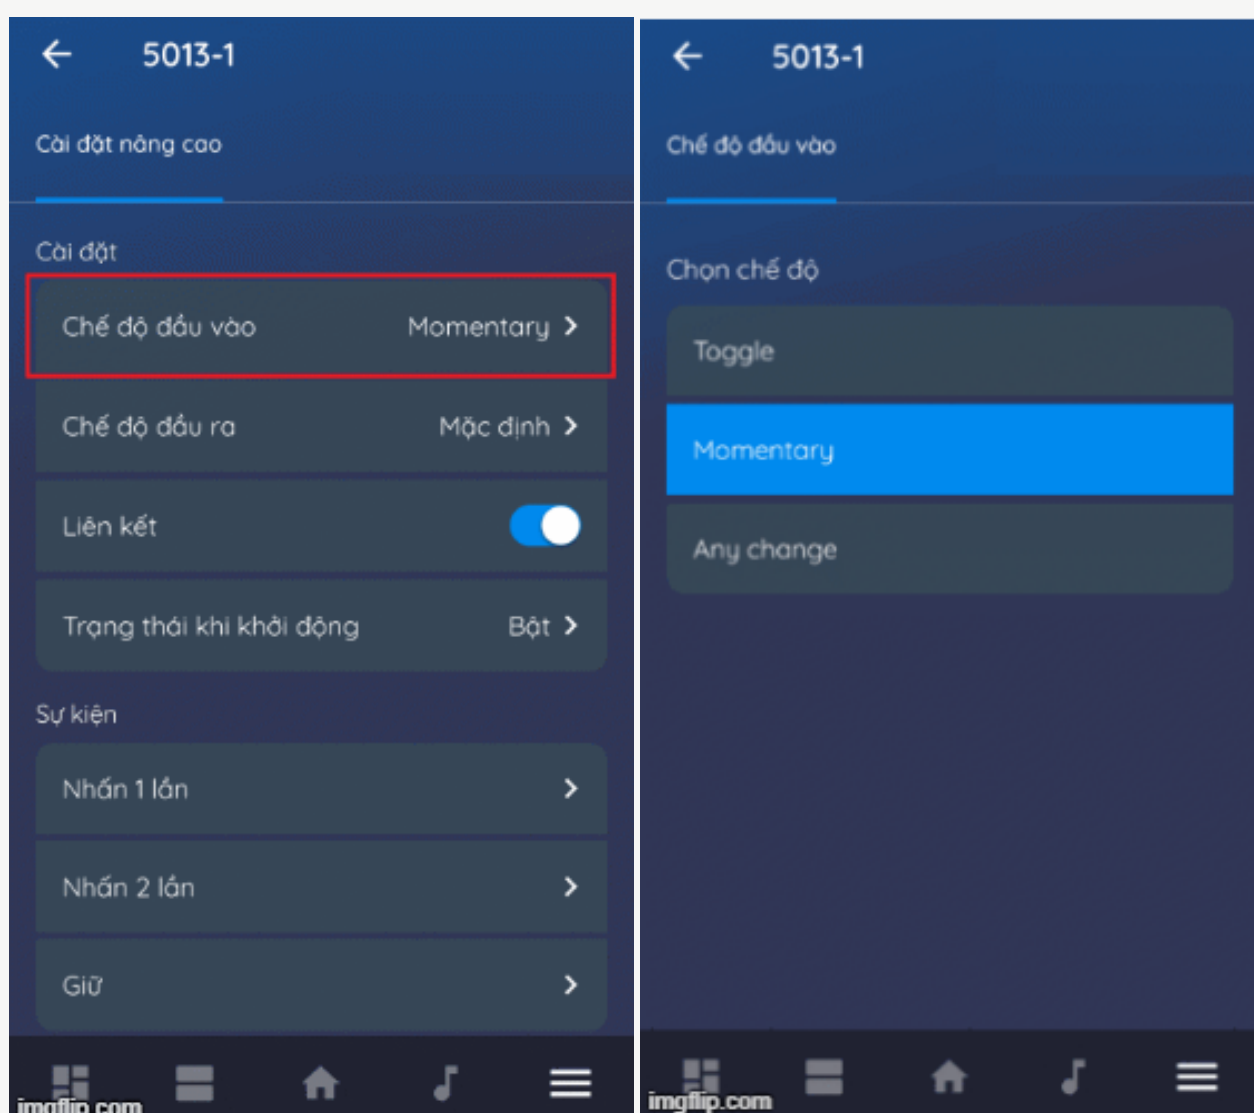 5013-1
Cài đặt nâng cao
Cài đặt
Chế độ đầu vào Momentary
Chế độ đầu ra Mặc định
Liên kết
Trạng thái khi khởi động Bật
Sự kiện
Nhấn 1 lần
Nhấn 2 lần
Giữ
imgflip.com
5013-1
Chế độ đầu vào
Chọn chế độ
Toggle
Momentary
Any change
imgflip.com